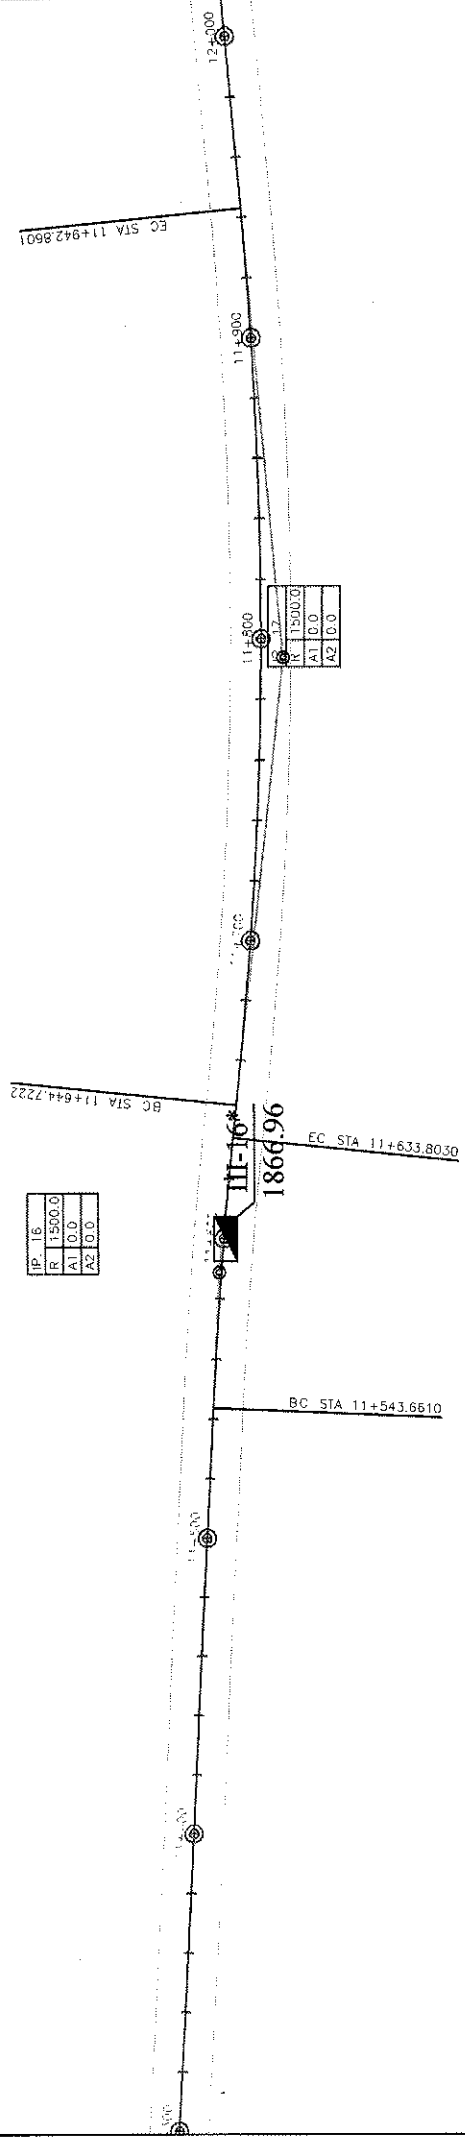 12+000
EC STA 11+942.8601
11+900
11+800
IP. 17
R 1500.0
A1 0.0
A2 0.0
BC STA 11+644.7222
III-16*
1866.96
EC STA 11+633.8030
IP. 16
R 1500.0
A1 0.0
A2 0.0
BC STA 11+543.6610